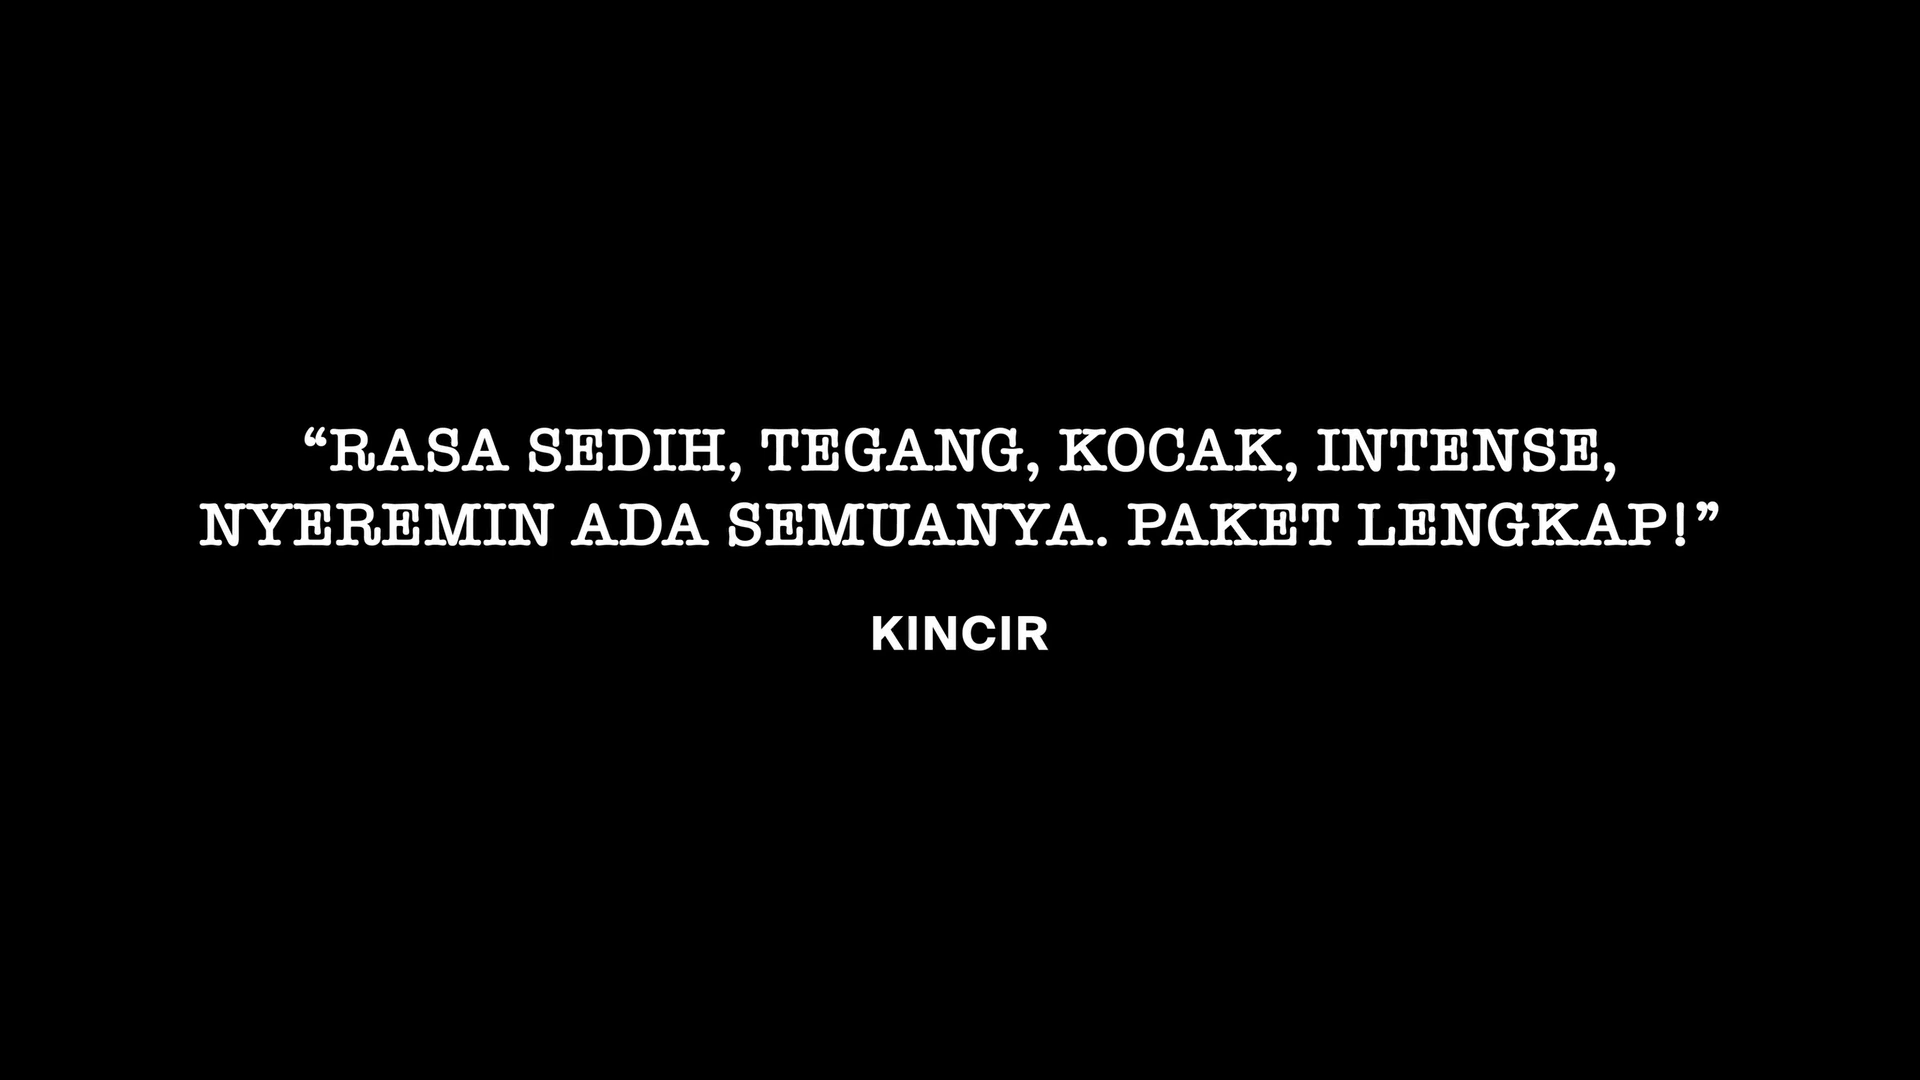 “RASA SEDIH, TEGANG, KOCAK, INTENSE,
NYEREMIN ADA SEMUANYA. PAKET LENGKAP!”
KINCIR